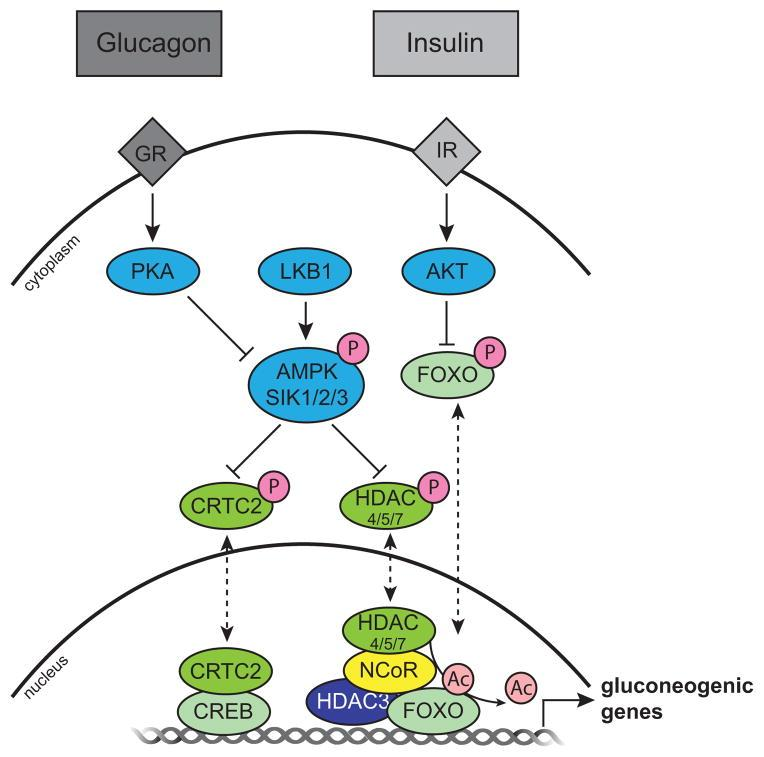 Glucagon
Insulin
GR
IR
cytoplasm
PKA
LKB1
AKT
P
AMPK
SIK1/2/3
P
FOXO
P
CRTC2
P
HDAC
4/5/7
nucleus
HDAC
4/5/7
CRTC2
NCoR
Ac
Ac
HDAC3
CREB
FOXO
gluconeogenic
genes